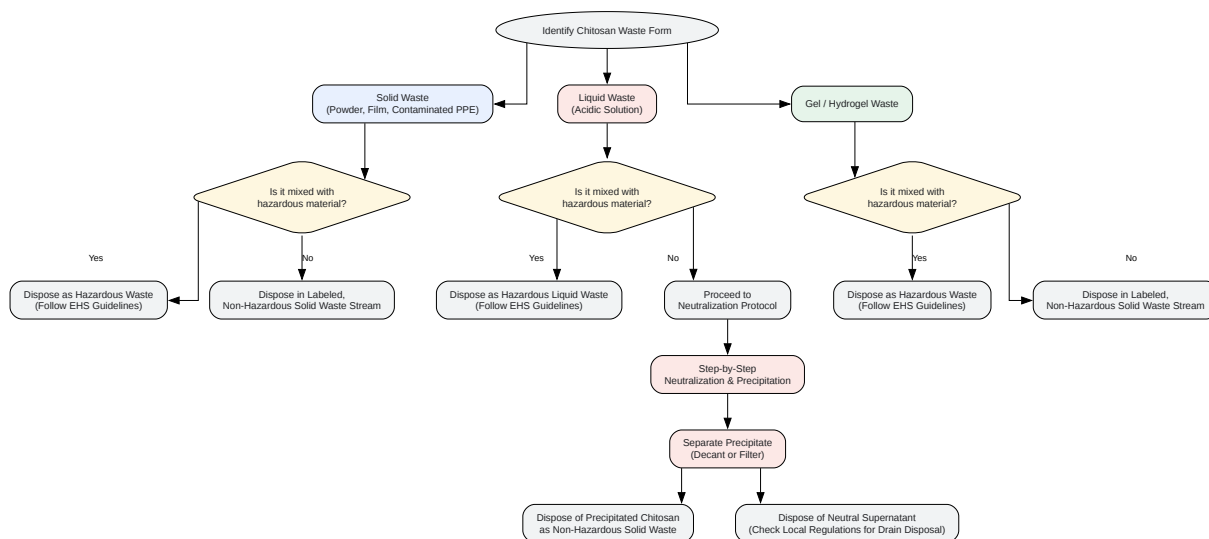 Identify Chitosan Waste Form
Solid Waste
(Powder, Film, Contaminated PPE)
Liquid Waste
(Acidic Solution)
Gel / Hydrogel Waste
Is it mixed with
hazardous material?
Is it mixed with
hazardous material?
Is it mixed with
hazardous material?
Yes
No
Yes
No
Yes
No
Dispose as Hazardous Waste
(Follow EHS Guidelines)
Dispose in Labeled,
Non-Hazardous Solid Waste Stream
Dispose as Hazardous Liquid Waste
(Follow EHS Guidelines)
Proceed to
Neutralization Protocol
Dispose as Hazardous Waste
(Follow EHS Guidelines)
Dispose in Labeled,
Non-Hazardous Solid Waste Stream
Step-by-Step
Neutralization & Precipitation
Separate Precipitate
(Decant or Filter)
Dispose of Precipitated Chitosan
as Non-Hazardous Solid Waste
Dispose of Neutral Supernatant
(Check Local Regulations for Drain Disposal)